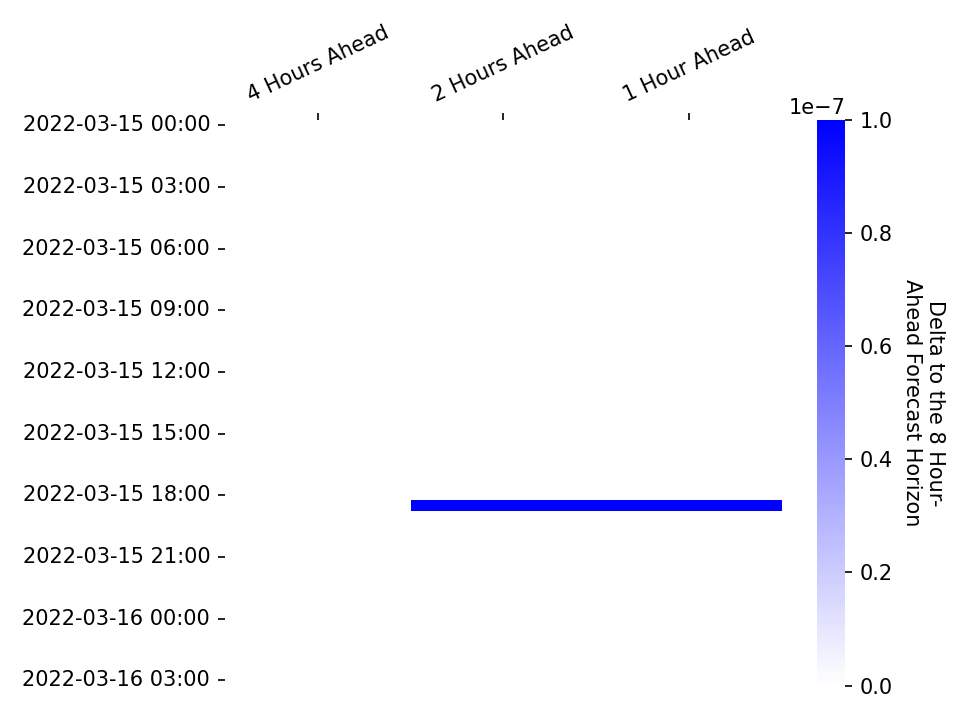 4 Hours Ahead
2 Hours Ahead
1 Hour Ahead
2022-03-15 00:00
2022-03-15 03:00
2022-03-15 06:00
2022-03-15 09:00
2022-03-15 12:00
2022-03-15 15:00
2022-03-15 18:00
2022-03-15 21:00
2022-03-16 00:00
2022-03-16 03:00
1e−7
1.0
0.8
0.6
0.4
0.2
0.0
Delta to the 8 Hour-
Ahead Forecast Horizon